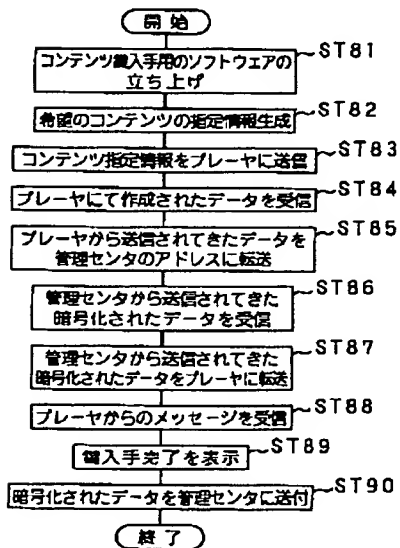 開始
コンテンツ鍵入手用のソフトウェアの
立ち上げ
ST81
希望のコンテンツの指定情報生成
ST82
コンテンツ指定情報をプレーヤに送信
ST83
プレーヤにて作成されたデータを受信
ST84
プレーヤから送信されてきたデータを
管理センタのアドレスに転送
ST85
管理センタから送信されてきた
暗号化されたデータを受信
ST86
管理センタから送信されてきた
暗号化されたデータをプレーヤに転送
ST87
プレーヤからのメッセージを受信
ST88
鍵入手完了を表示
ST89
暗号化されたデータを管理センタに送付
ST90
終了